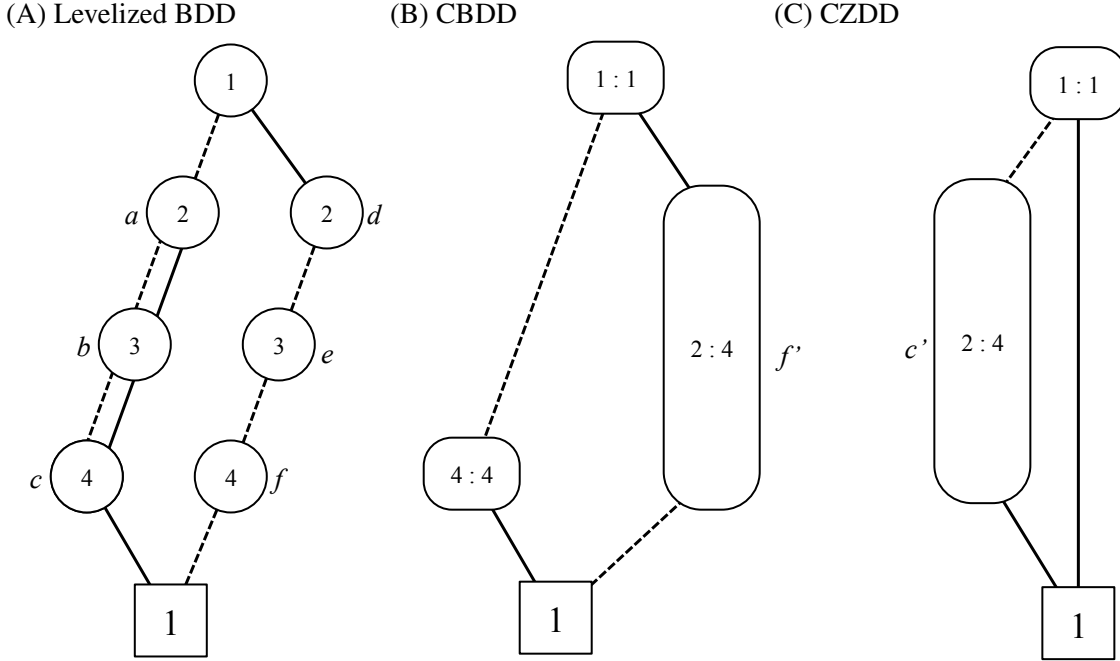 (A) Levelized BDD (B) CBDD (C) CZDD
1 1 : 1 1 : 1
a 2 2 d
b 3 3 e 2 : 4 f’ c’ 2 : 4
c 4 4 f 4 : 4
1 1 1